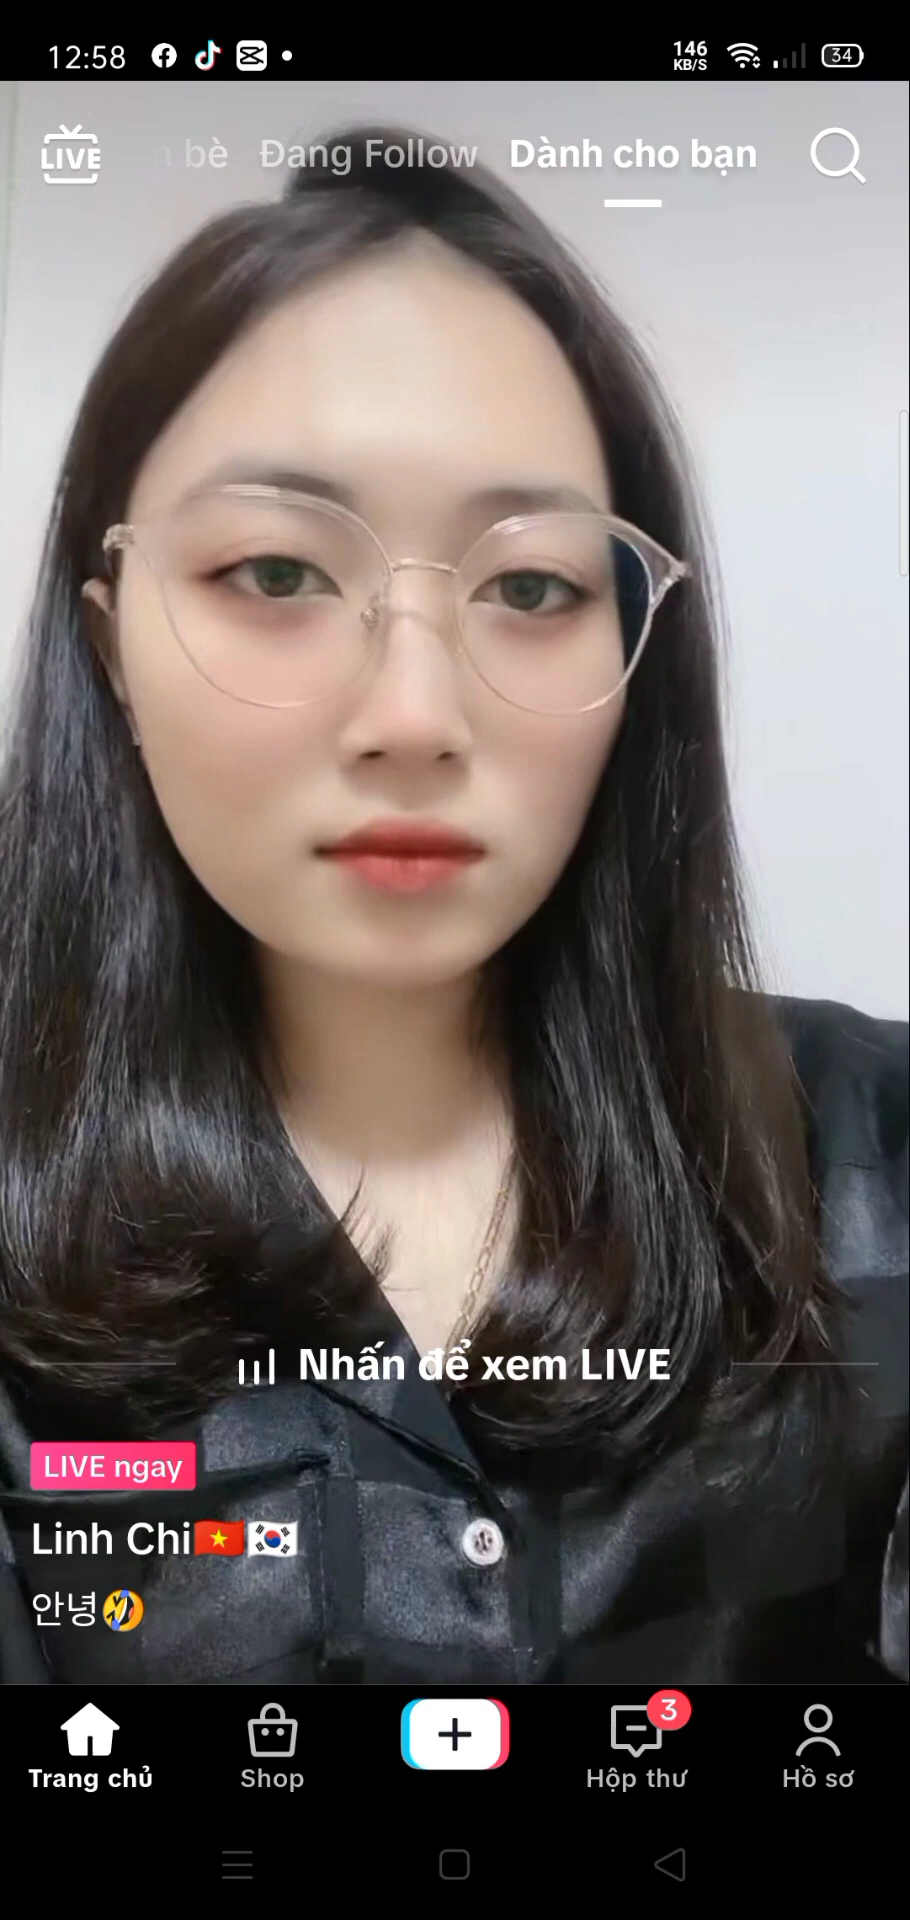 12:58
146
KB/S
34
LIVE
bè Đang Follow Dành cho bạn
Nhấn để xem LIVE
LIVE ngay
Linh Chi🇻🇳🇰🇷
안녕🤣
3
Trang chủ Shop Hộp thư Hồ sơ